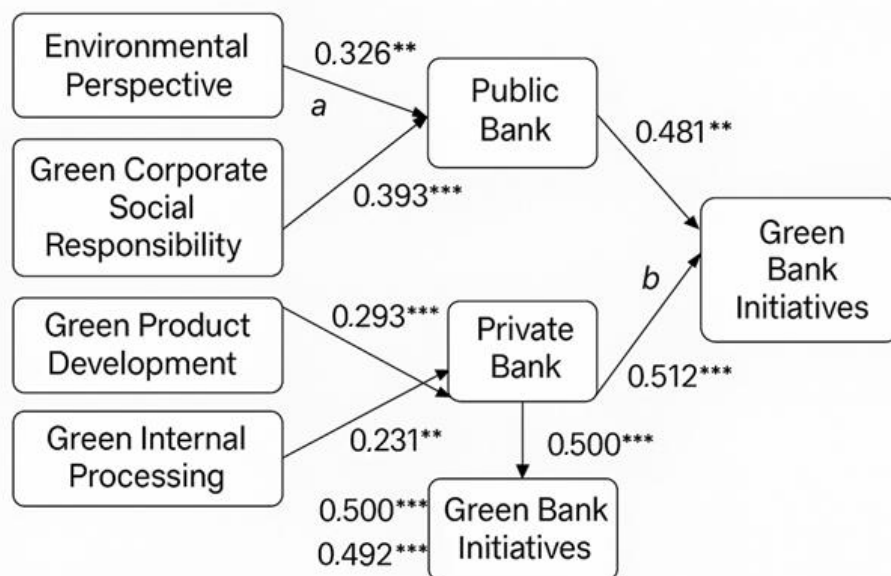 Environmental
Perspective
0.326**
a
Public
Bank
0.481**
Green Corporate
Social
Responsibility
0.393***
Green
Bank
Initiatives
b
Green Product
Development
0.293***
Private
Bank
0.512***
Green Internal
Processing
0.231**
0.500***
0.500***
0.492***
Green Bank
Initiatives